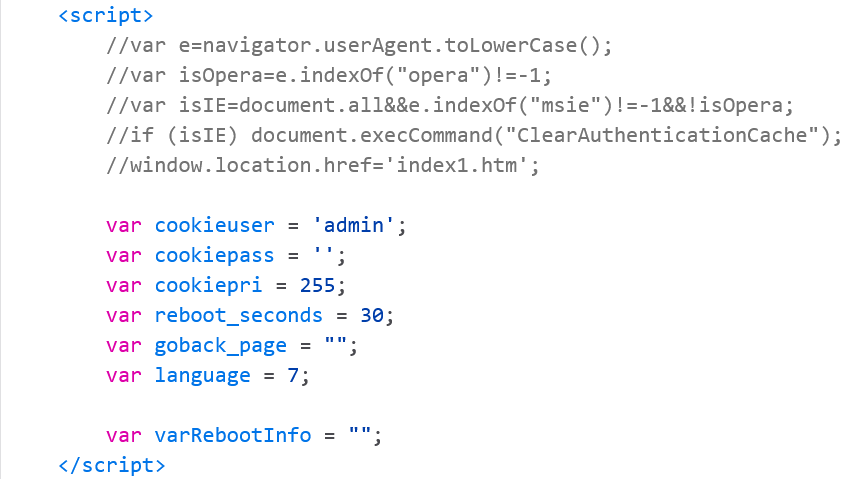 <script>
//var e=navigator.userAgent.toLowerCase();
//var isOpera=e.indexOf("opera")!=-1;
//var isIE=document.all&&e.indexOf("msie")!=-1&&!isOpera;
//if (isIE) document.execCommand("ClearAuthenticationCache");
//window.location.href='index1.htm';
var cookieuser = 'admin';
var cookiepass = '';
var cookiepri = 255;
var reboot_seconds = 30;
var goback_page = "";
var language = 7;
var varRebootInfo = "";
</script>